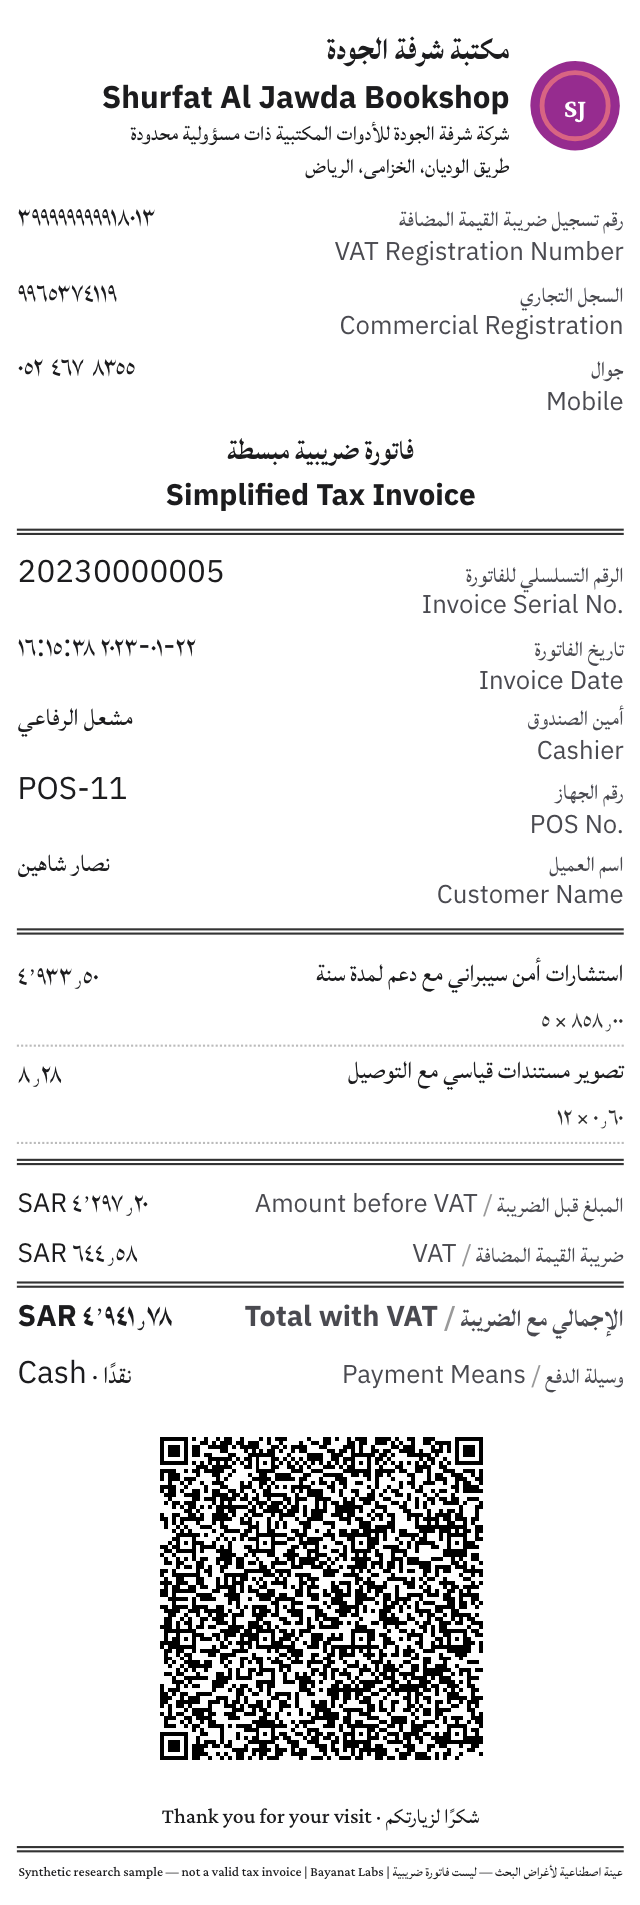 مكتبة شرفة الجودة
Shurfat Al Jawda Bookshop
SJ
شركة شرفة الجودة للأدوات المكتبية ذات مسؤولية محدودة
طريق الوديان، الخزامى، الرياض
رقم تسجيل ضريبة القيمة المضافة ٣٩٩٩٩٩٩٩٩٩١٨٠١٣
VAT Registration Number
السجل التجاري ٩٩٦٥٣٧٤١١٩
Commercial Registration
جوال ٠٥٢ ٤٦٧ ٨٣٥٥
Mobile
فاتورة ضريبية مبسطة
Simplified Tax Invoice
الرقم التسلسلي للفاتورة 20230000005
Invoice Serial No.
تاريخ الفاتورة ٢٠٢٣-٠١-٢٢ ١٦:١٥:٣٨
Invoice Date
أمين الصندوق مشعل الرفاعي
Cashier
رقم الجهاز POS-11
POS No.
اسم العميل نصار شاهين
Customer Name
استشارات أمن سيبراني مع دعم لمدة سنة ٤٬٩٣٣٫٥٠
٥ × ٨٥٨٫٠٠
تصوير مستندات قياسي مع التوصيل ٨٫٢٨
١٢ × ٠٫٦٠
المبلغ قبل الضريبة / Amount before VAT SAR ٤٬٢٩٧٫٢٠
ضريبة القيمة المضافة / VAT SAR ٦٤٤٫٥٨
الإجمالي مع الضريبة / Total with VAT SAR ٤٬٩٤١٫٧٨
وسيلة الدفع / Payment Means نقدًا · Cash
شكرًا لزيارتكم · Thank you for your visit
عينة اصطناعية لأغراض البحث — ليست فاتورة ضريبية | Synthetic research sample — not a valid tax invoice | Bayanat Labs